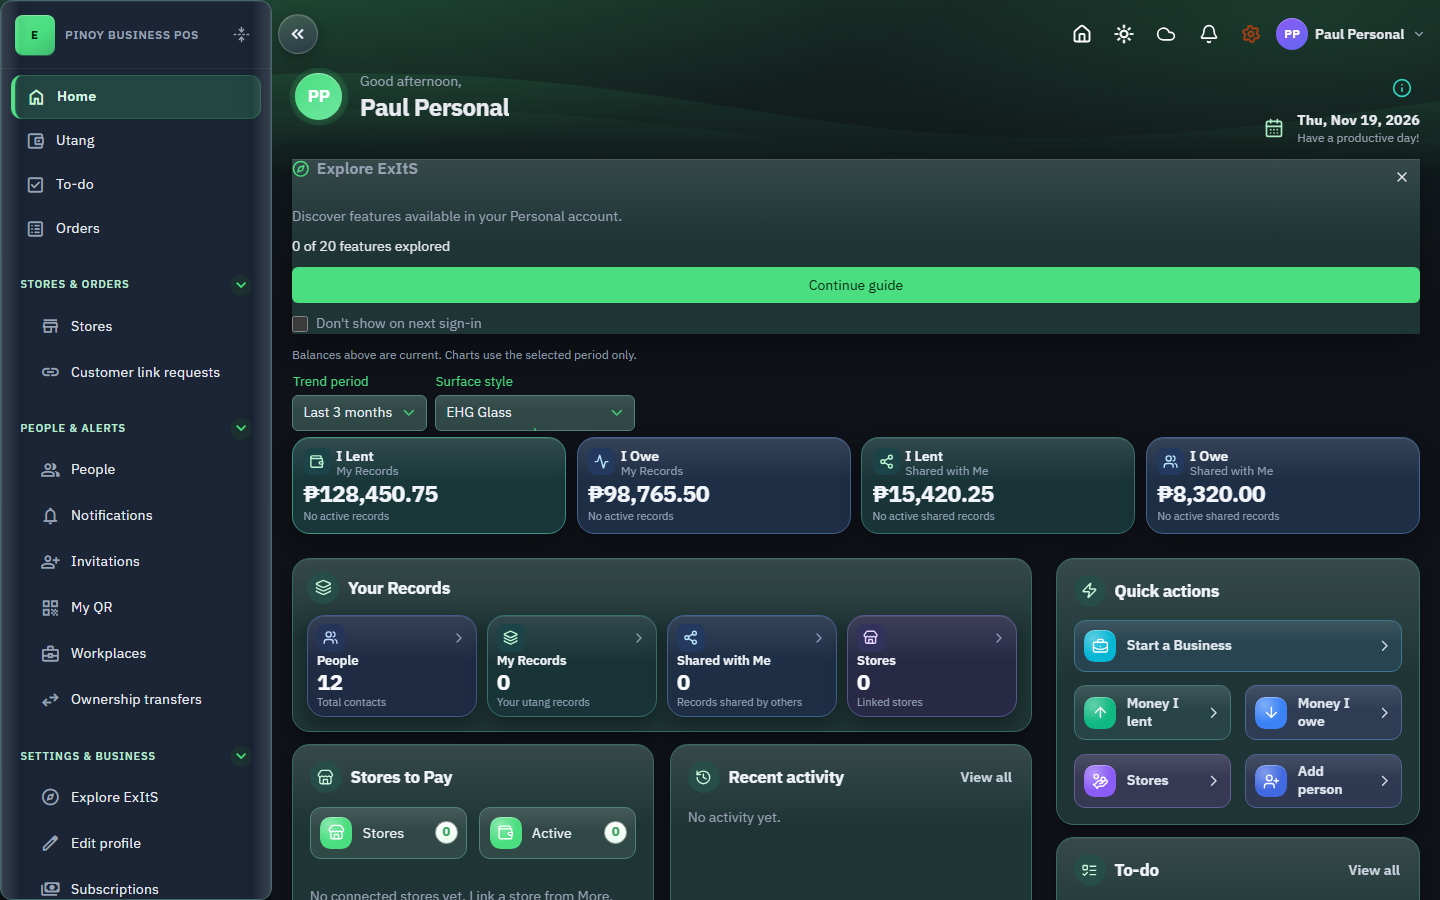 E PINOY BUSINESS POS
Home
Utang
To-do
Orders
STORES & ORDERS
Stores
Customer link requests
PEOPLE & ALERTS
People
Notifications
Invitations
My QR
Workplaces
Ownership transfers
SETTINGS & BUSINESS
Explore ExItS
Edit profile
Subscriptions
PP Paul Personal
PP
Good afternoon,
Paul Personal
Thu, Nov 19, 2026
Have a productive day!
Explore ExItS
Discover features available in your Personal account.
0 of 20 features explored
Continue guide
Don't show on next sign-in
Balances above are current. Charts use the selected period only.
Trend period
Last 3 months
Surface style
EHG Glass
I Lent
My Records
₱128,450.75
No active records
I Owe
My Records
₱98,765.50
No active records
I Lent
Shared with Me
₱15,420.25
No active shared records
I Owe
Shared with Me
₱8,320.00
No active shared records
Your Records
People
12
Total contacts
My Records
0
Your utang records
Shared with Me
0
Records shared by others
Stores
0
Linked stores
Quick actions
Start a Business
Money I
lent
Money I
owe
Stores
Add
person
Stores to Pay
Stores 0
Active 0
No connected stores yet. Link a store from More.
Recent activity
View all
No activity yet.
To-do
View all